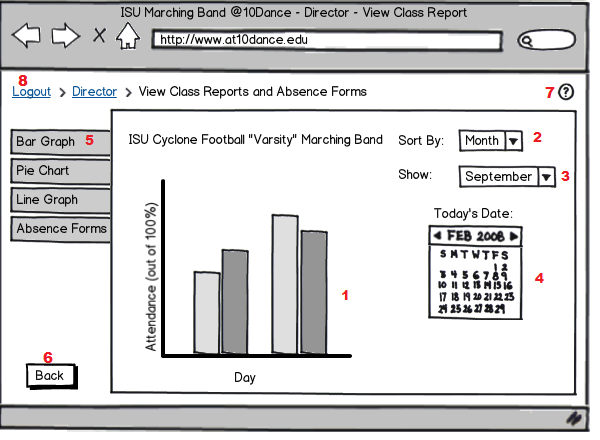 ISU Marching Band @10Dance - Director - View Class Report
http://www.at10dance.edu
8
Logout > Director > View Class Reports and Absence Forms
7 ?
Bar Graph 5
Pie Chart
Line Graph
Absence Forms
ISU Cyclone Football "Varsity" Marching Band
Sort By: Month 2
Show: September 3
Today's Date:
FEB 2008
S M T W T F S
1 2
3 4 5 6 7 8 9
10 11 12 13 14 15 16
17 18 19 20 21 22 23
24 25 26 27 28 29
4
Attendance (out of 100%)
1
Day
6
Back